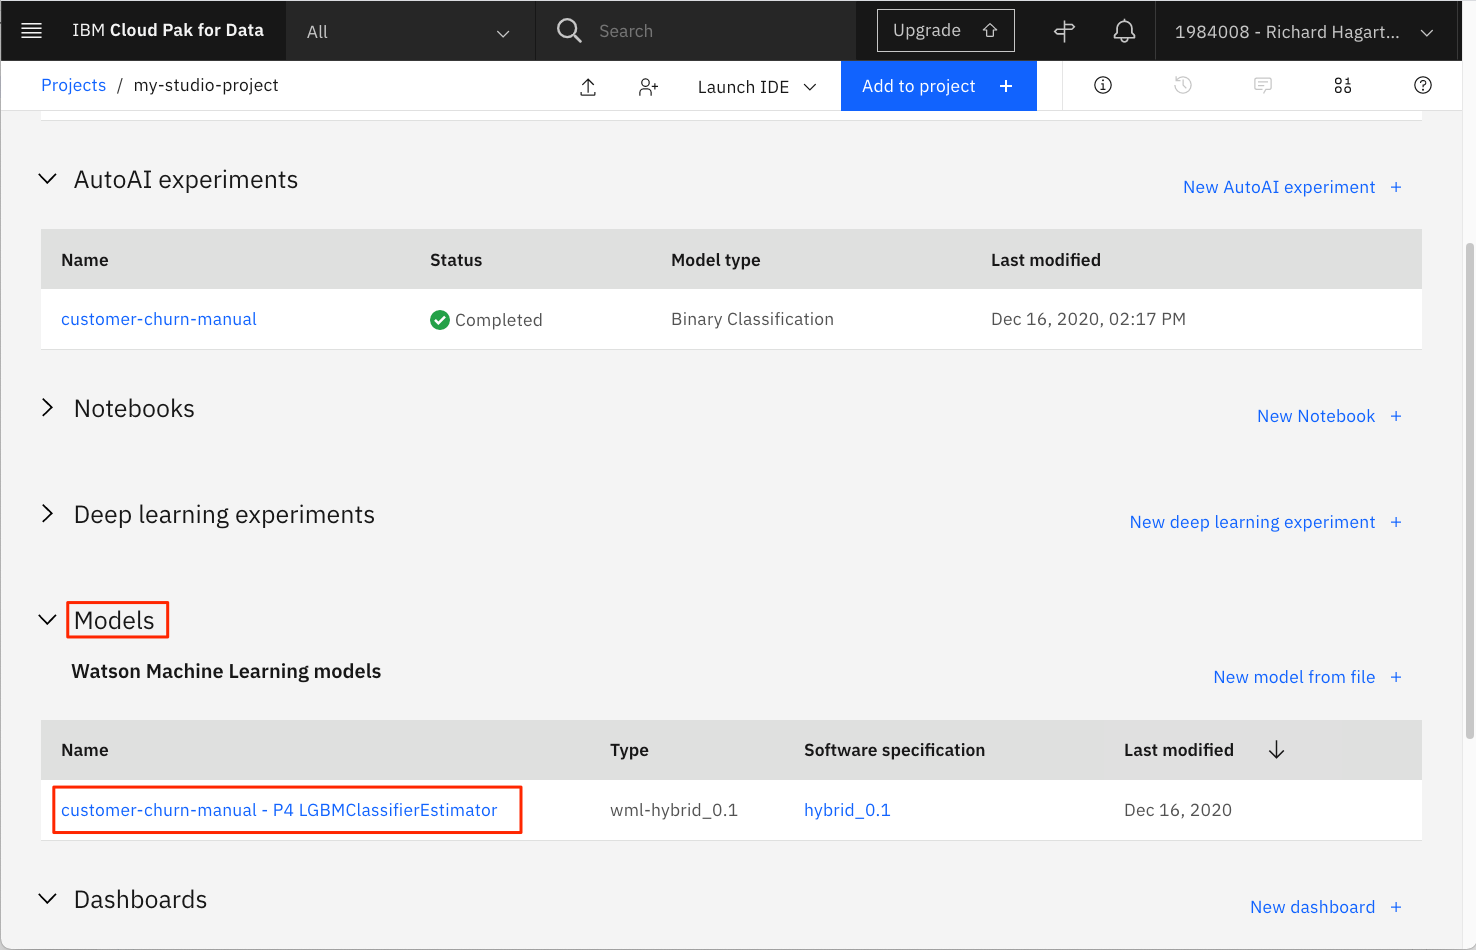 IBM Cloud Pak for Data All Search Upgrade 1984008 - Richard Hagart...
Projects / my-studio-project Launch IDE Add to project +
AutoAI experiments
New AutoAI experiment +
Name Status Model type Last modified
customer-churn-manual Completed Binary Classification Dec 16, 2020, 02:17 PM
Notebooks
New Notebook +
Deep learning experiments
New deep learning experiment +
Models
Watson Machine Learning models
New model from file +
Name Type Software specification Last modified
customer-churn-manual - P4 LGBMClassifierEstimator wml-hybrid_0.1 hybrid_0.1 Dec 16, 2020
Dashboards
New dashboard +